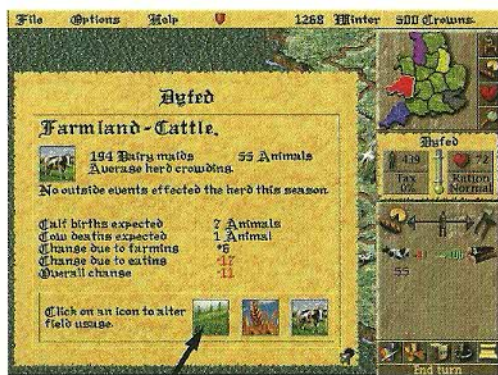 File Options Help 1268 Winter 500 Crowns
Dyfed
Farmland-Cattle.
194 Dairy maids 55 Animals
Average herd crowding.
No outside events effected the herd this season
Calf births expected 7 Animals
Cow deaths expected 1 Animal
Change due to farming +6
Change due to eating -17
Overall change -11
Click on an icon to alter
field usage.
Dyfed
439 72
Tax Ration
0% Normal
55
End turn